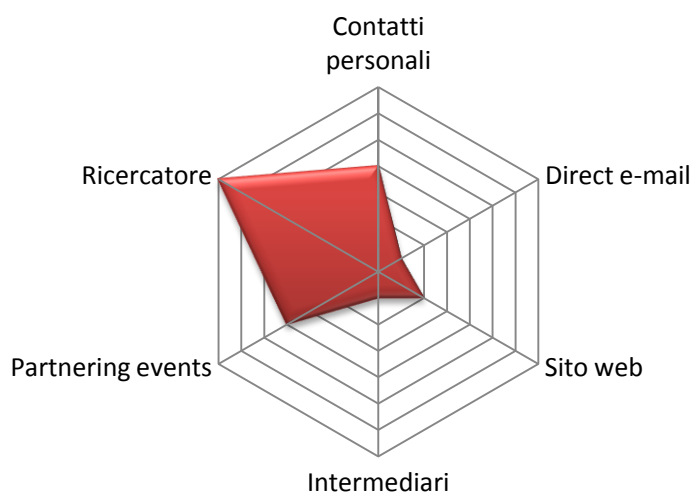 Contatti
personali
Ricercatore
Direct e-mail
Partnering events
Sito web
Intermediari